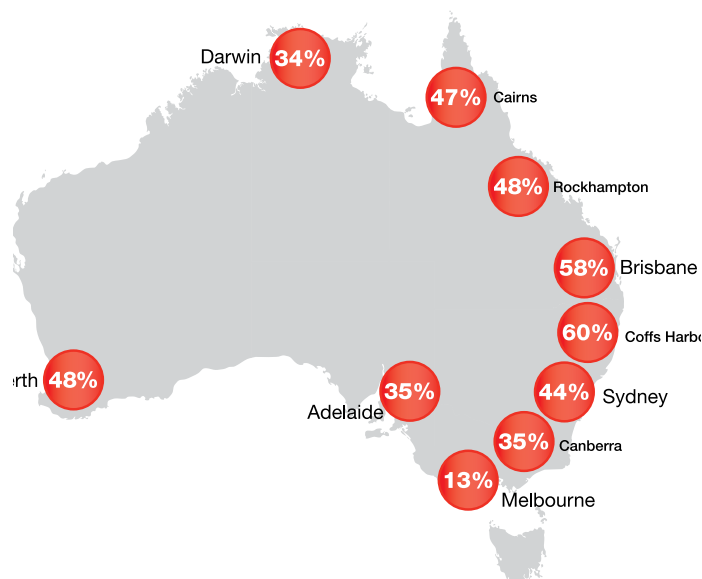 Darwin 34%
47% Cairns
48% Rockhampton
58% Brisbane
60% Coffs Harbo
erth 48%
35%
Adelaide
44% Sydney
35% Canberra
13%
Melbourne